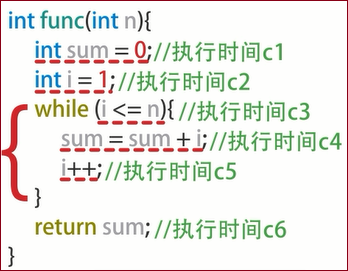 int func(int n){
int sum = 0;//执行时间c1
int i = 1;//执行时间c2
while (i <= n){//执行时间c3
sum = sum + i;//执行时间c4
i++;//执行时间c5
}
return sum;//执行时间c6
}